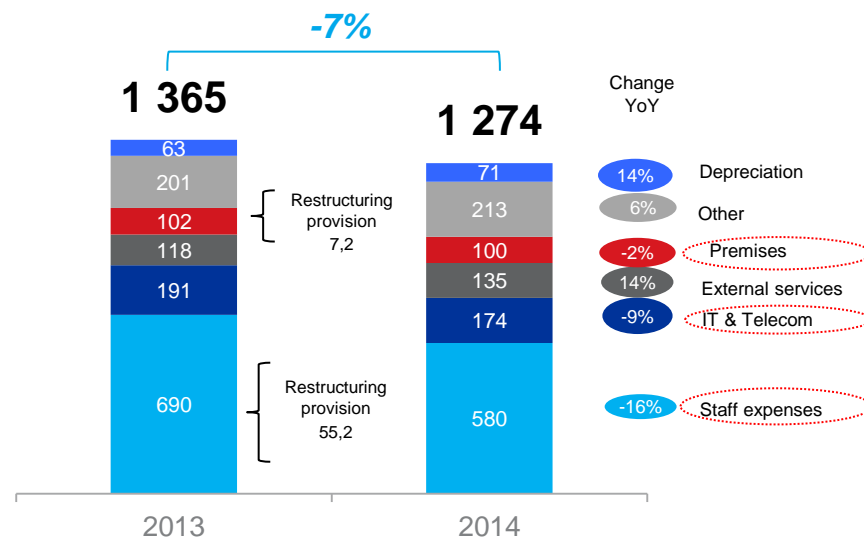 -7%
1 365
1 274
Change
YoY
63
201
102
118
191
690
Restructuring
provision
7,2
Restructuring
provision
55,2
71
213
100
135
174
580
14%
Depreciation
6%
Other
-2%
Premises
14%
External services
-9%
IT & Telecom
-16%
Staff expenses
2013
2014